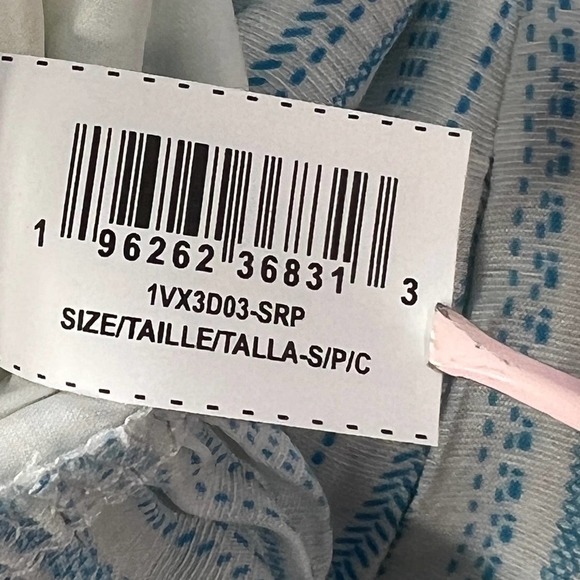 1 96262 36831 3
1VX3D03-SRP
SIZE/TAILLE/TALLA-S/P/C